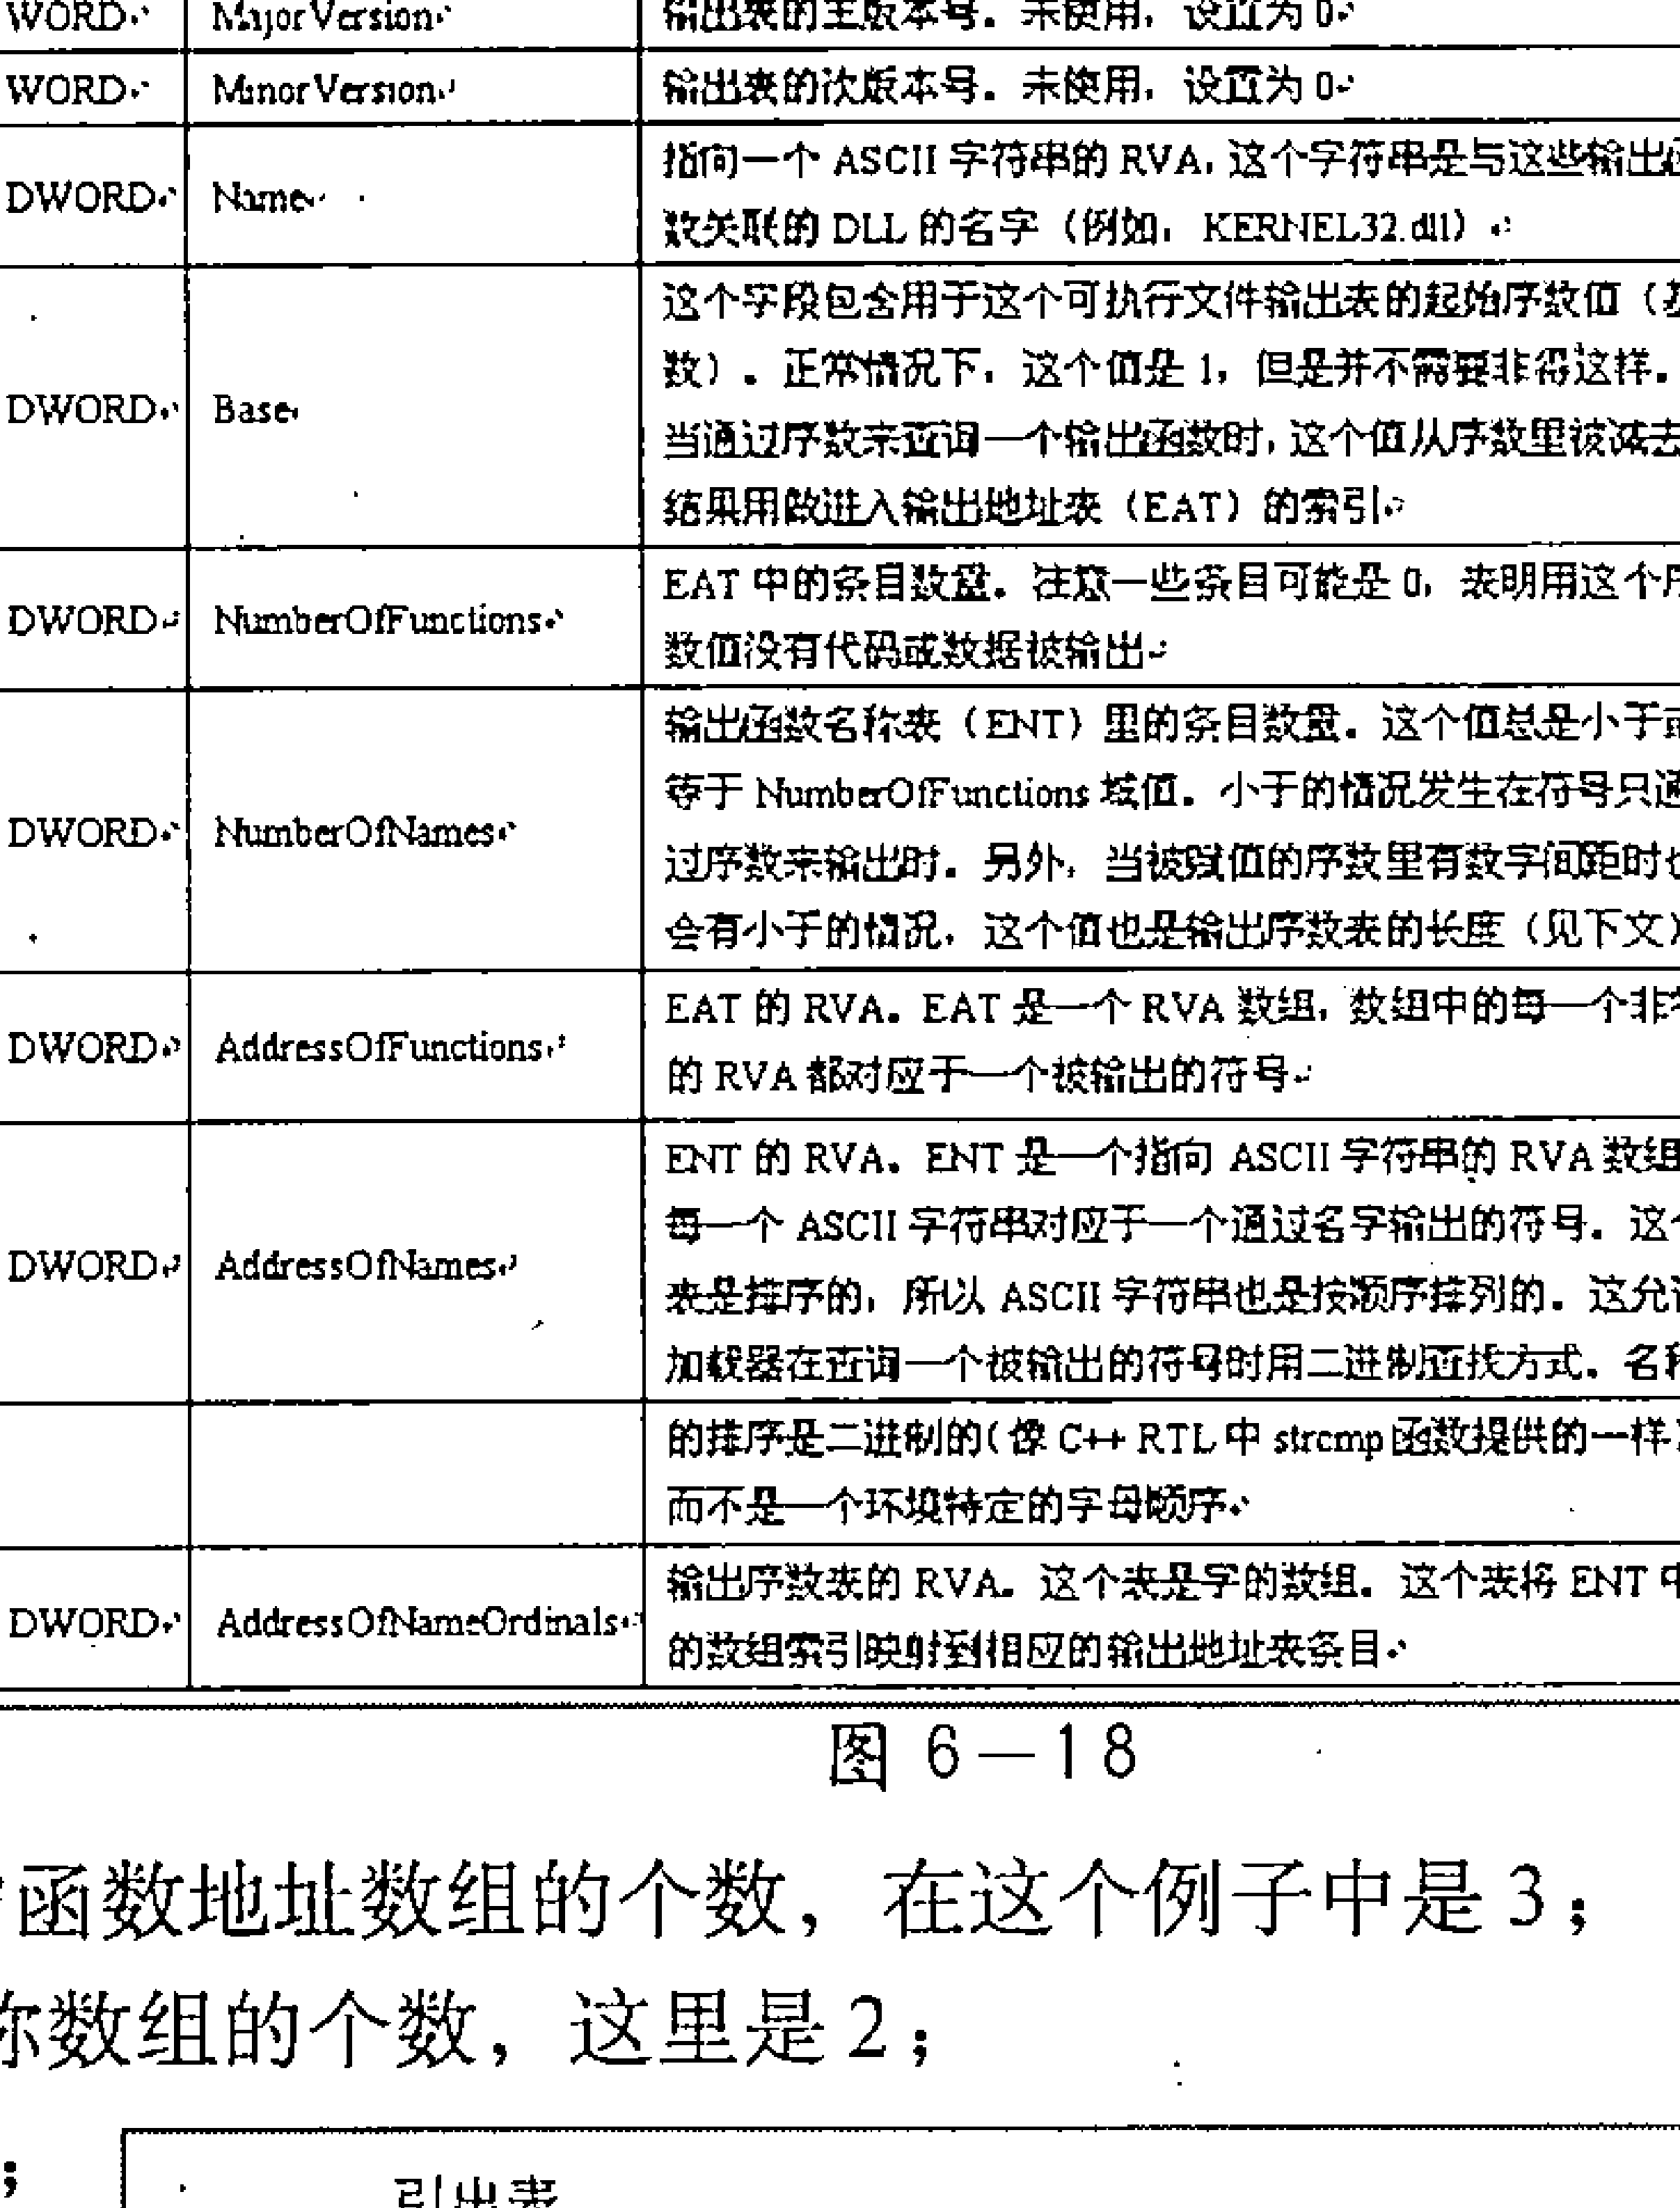 WORD MajorVersion 输出表的主版本号。未使用，设置为 0
WORD MinorVersion 输出表的次版本号。未使用，设置为 0
指向一个 ASCII 字符串的 RVA，这个字符串是与这些输出函
DWORD Name
数关联的 DLL 的名字（例如，KERNEL32.dll）
这个字段包含用于这个可执行文件输出表的起始序数值（基
数）。正常情况下，这个值是 1，但是并不需要非得这样。
DWORD Base
当通过序数来查询一个输出函数时，这个值从序数里被减去
结果用做进入输出地址表（EAT）的索引
EAT 中的条目数量。注意一些条目可能是 0，表明用这个序
DWORD NumberOfFunctions
数值没有代码或数据被输出
输出函数名称表（ENT）里的条目数量。这个值总是小于或
等于 NumberOfFunctions 域值。小于的情况发生在符号只通
DWORD NumberOfNames
过序数来输出时。另外，当被赋值的序数里有数字间距时也
会有小于的情况，这个值也是输出序数表的长度（见下文）
EAT 的 RVA。EAT 是一个 RVA 数组，数组中的每一个非零
DWORD AddressOfFunctions
的 RVA 都对应于一个被输出的符号
ENT 的 RVA。ENT 是一个指向 ASCII 字符串的 RVA 数组
每一个 ASCII 字符串对应于一个通过名字输出的符号。这个
DWORD AddressOfNames
表是排序的，所以 ASCII 字符串也是按顺序排列的。这允许
加载器在查询一个被输出的符号时用二进制查找方式。名称
的排序是二进制的（像 C++ RTL 中 strcmp 函数提供的一样）
而不是一个环境特定的字母顺序。
输出序数表的 RVA。这个表是字的数组。这个表将 ENT 中
DWORD AddressOfNameOrdinals
的数组索引映射到相应的输出地址表条目。
图 6—18
函数地址数组的个数，在这个例子中是 3；
称数组的个数，这里是 2；
；
引出表